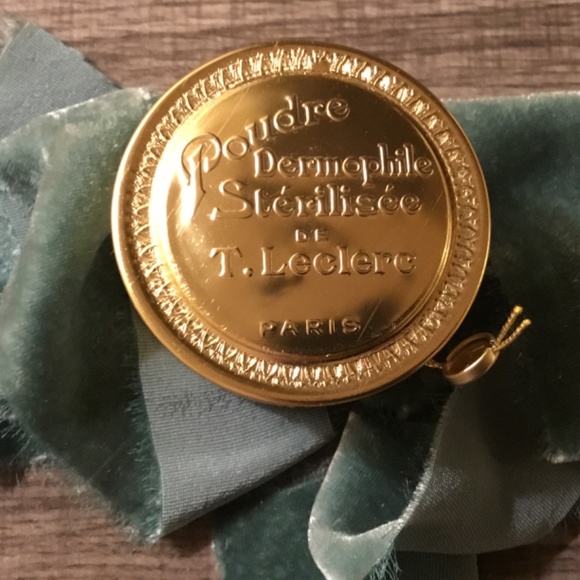 Poudre
Dermophile
Stérilisée
DE
T. Leclerc
PARIS